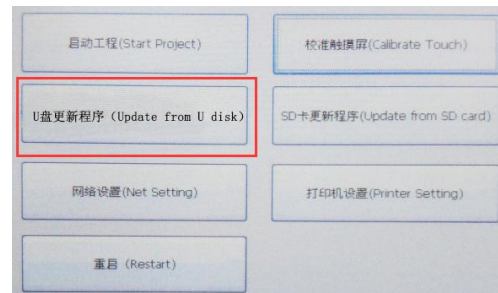 启动工程(Start Project)
校准触摸屏(Calibrate Touch)
U盘更新程序（Update from U disk）
SD卡更新程序(Update from SD card)
网络设置(Net Setting)
打印机设置(Printer Setting)
重启（Restart）